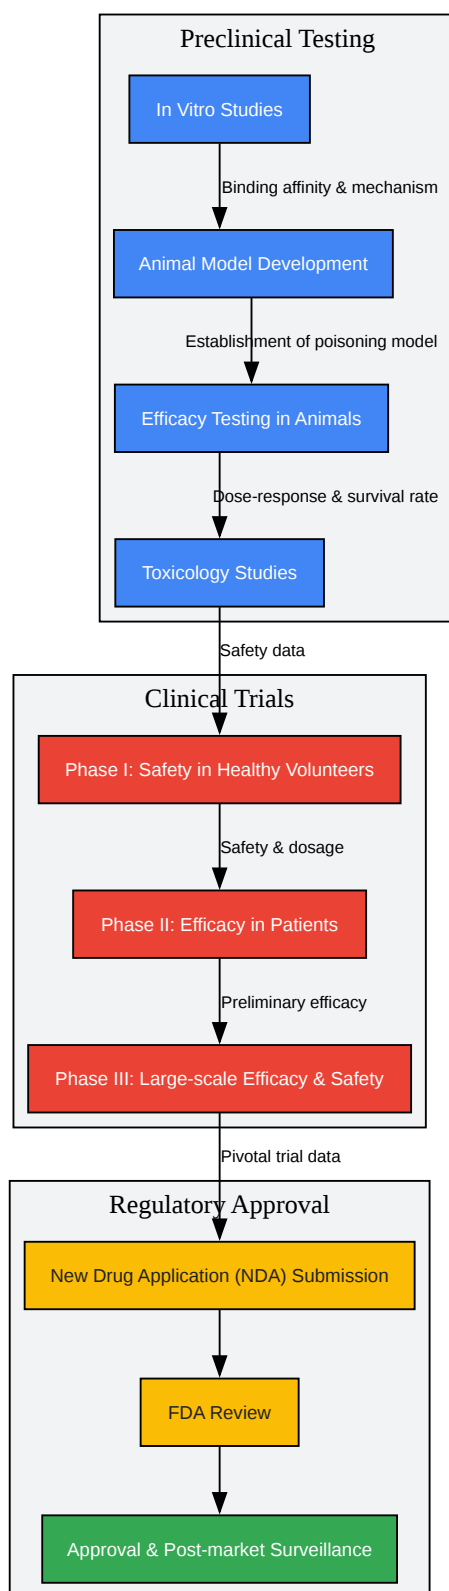 Preclinical Testing
In Vitro Studies
Binding affinity & mechanism
Animal Model Development
Establishment of poisoning model
Efficacy Testing in Animals
Dose-response & survival rate
Toxicology Studies
Safety data
Clinical Trials
Phase I: Safety in Healthy Volunteers
Safety & dosage
Phase II: Efficacy in Patients
Preliminary efficacy
Phase III: Large-scale Efficacy & Safety
Pivotal trial data
Regulatory Approval
New Drug Application (NDA) Submission
FDA Review
Approval & Post-market Surveillance